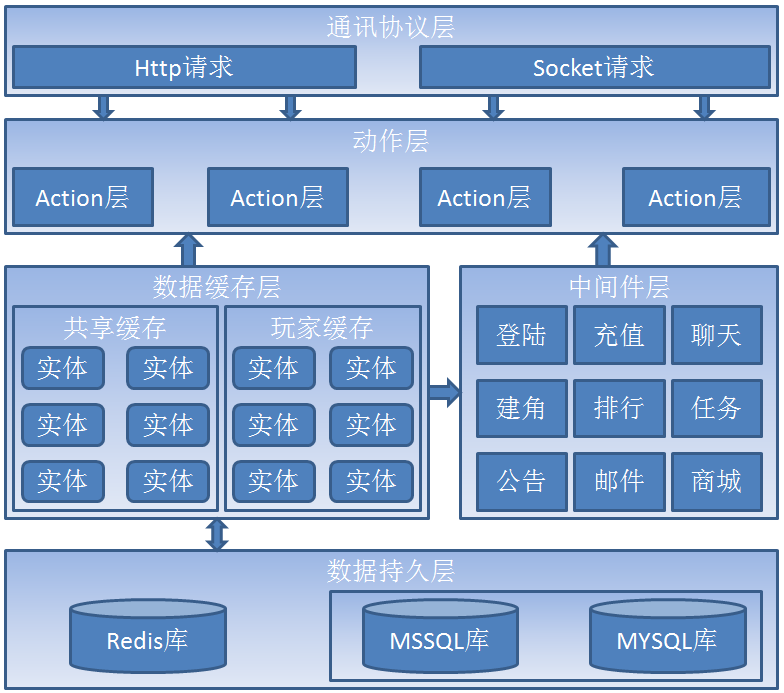 通讯协议层
Http请求 Socket请求
动作层
Action层 Action层 Action层 Action层
数据缓存层
共享缓存 玩家缓存
实体 实体 实体 实体
实体 实体 实体 实体
实体 实体 实体 实体
中间件层
登陆 充值 聊天
建角 排行 任务
公告 邮件 商城
数据持久层
Redis库 MSSQL库 MYSQL库